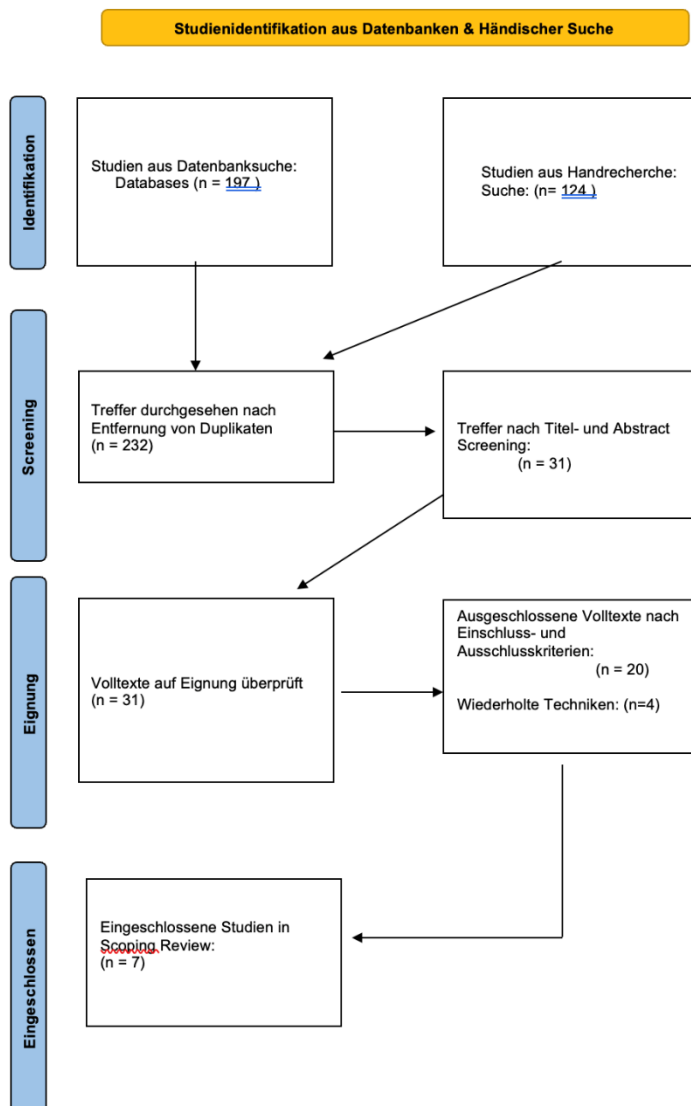 Studienidentifikation aus Datenbanken & Händischer Suche
Identifikation
Studien aus Datenbanksuche:
Databases (n = 197 )
Studien aus Handrecherche:
Suche: (n= 124 )
Screening
Treffer durchgesehen nach
Entfernung von Duplikaten
(n = 232)
Treffer nach Titel- und Abstract
Screening:
(n = 31)
Eignung
Volltexte auf Eignung überprüft
(n = 31)
Ausgeschlossene Volltexte nach
Einschluss- und
Ausschlusskriterien:
(n = 20)
Wiederholte Techniken: (n=4)
Eingeschlossen
Eingeschlossene Studien in
Scoping Review:
(n = 7)